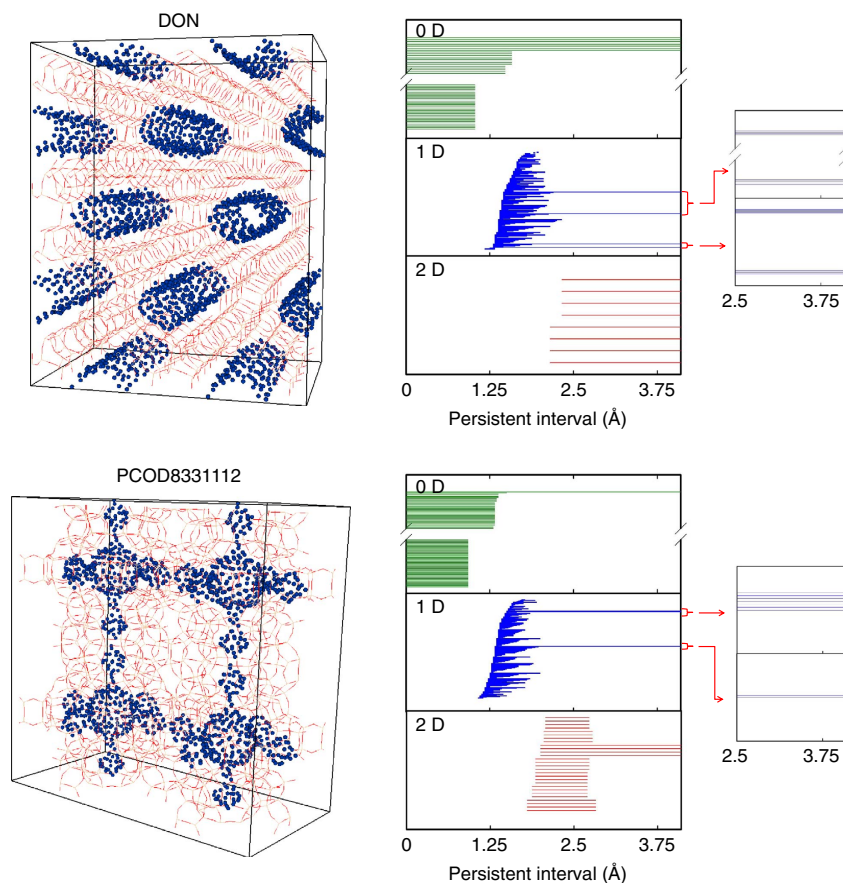 DON
0 D
1 D
2 D
0 1.25 2.5 3.75
Persistent interval (Å)
2.5 3.75
PCOD8331112
0 D
1 D
2 D
0 1.25 2.5 3.75
Persistent interval (Å)
2.5 3.75